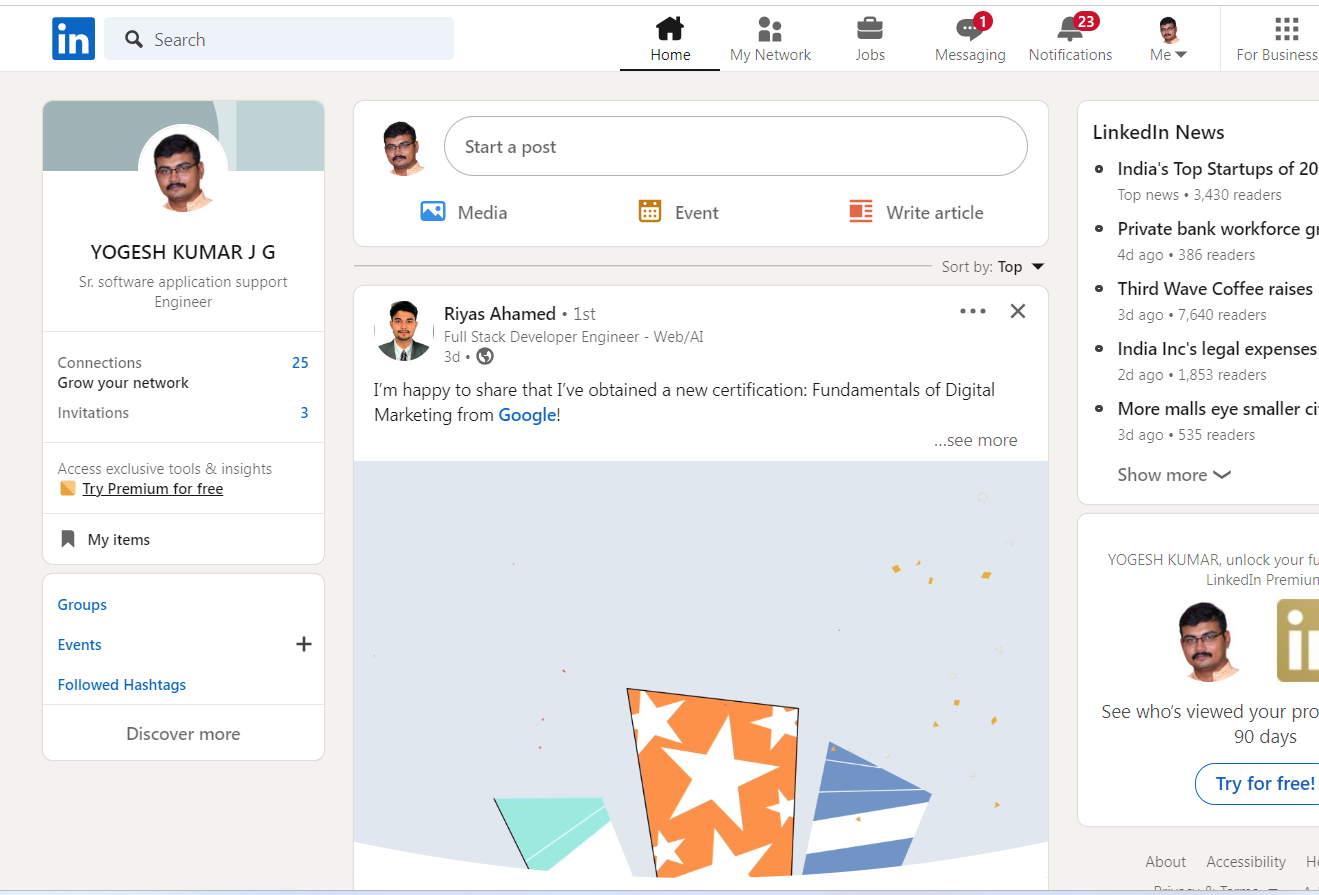 in
Search
Home
My Network
Jobs
1
Messaging
23
Notifications
Me
For Business
YOGESH KUMAR J G
Sr. software application support
Engineer
Connections 25
Grow your network
Invitations 3
Access exclusive tools & insights
Try Premium for free
My items
Groups
Events
Followed Hashtags
Discover more
Start a post
Media
Event
Write article
Sort by: Top
Riyas Ahamed • 1st
Full Stack Developer Engineer - Web/AI
3d •
I'm happy to share that I've obtained a new certification: Fundamentals of Digital
Marketing from Google!
...see more
LinkedIn News
India's Top Startups of 20
Top news • 3,430 readers
Private bank workforce gr
4d ago • 386 readers
Third Wave Coffee raises
3d ago • 7,640 readers
India Inc's legal expenses
2d ago • 1,853 readers
More malls eye smaller cit
3d ago • 535 readers
Show more
YOGESH KUMAR, unlock your fu
LinkedIn Premium
in
See who's viewed your pro
90 days
Try for free!
About Accessibility He
Privacy & Terms